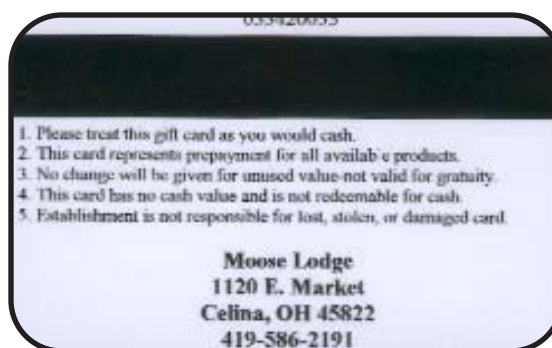 055420055
1. Please treat this gift card as you would cash.
2. This card represents prepayment for all availab e products.
3. No change will be given for unused value-not valid for gratuity.
4. This card has no cash value and is not redeemable for cash.
5. Establishment is not responsible for lost, stolen, or damaged card.
Moose Lodge
1120 E. Market
Celina, OH 45822
419-586-2191